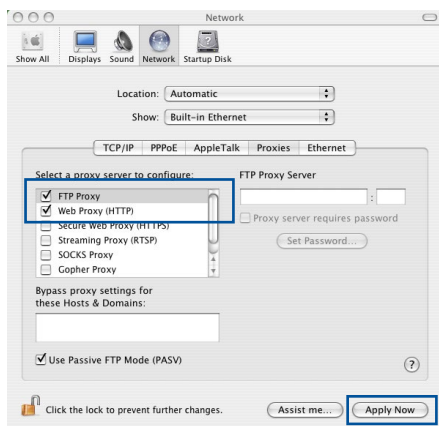 Network
Show All Displays Sound Network Startup Disk
Location: Automatic
Show: Built-in Ethernet
TCP/IP PPPoE AppleTalk Proxies Ethernet
Select a proxy server to configure: FTP Proxy Server
FTP Proxy
:
Web Proxy (HTTP)
Proxy server requires password
Secure Web Proxy (HTTPS)
Streaming Proxy (RTSP)
Set Password...
SOCKS Proxy
Gopher Proxy
Bypass proxy settings for
these Hosts & Domains:
Use Passive FTP Mode (PASV)
?
Click the lock to prevent further changes. Assist me... Apply Now